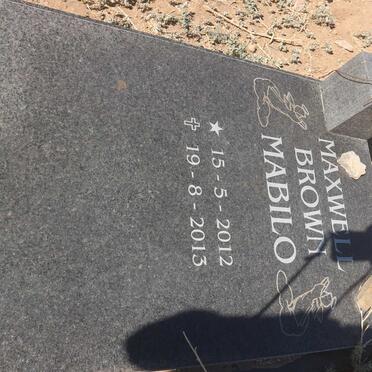 MAXWELL
BROWN
MABILO
★ 15 - 5 - 2012
✞ 19 - 8 - 2013